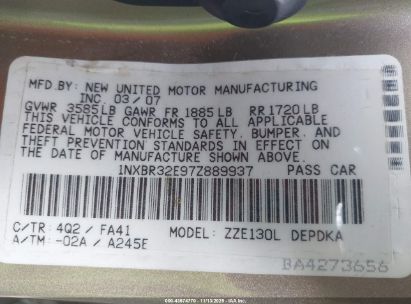 MFD.BY: NEW UNITED MOTOR MANUFACTURING
INC. 03/07
GVWR 3585LB GAWR FR 1885LB RR 1720LB
THIS VEHICLE CONFORMS TO ALL APPLICABLE
FEDERAL MOTOR VEHICLE SAFETY, BUMPER, AND
THEFT PREVENTION STANDARDS IN EFFECT ON
THE DATE OF MANUFACTURE SHOWN ABOVE.
1NXBR32E97Z889937 PASS CAR
C/TR: 4Q2 / FA41 MODEL: ZZE130L DEPDKA
A/TM: -02A / A245E
BA4273656